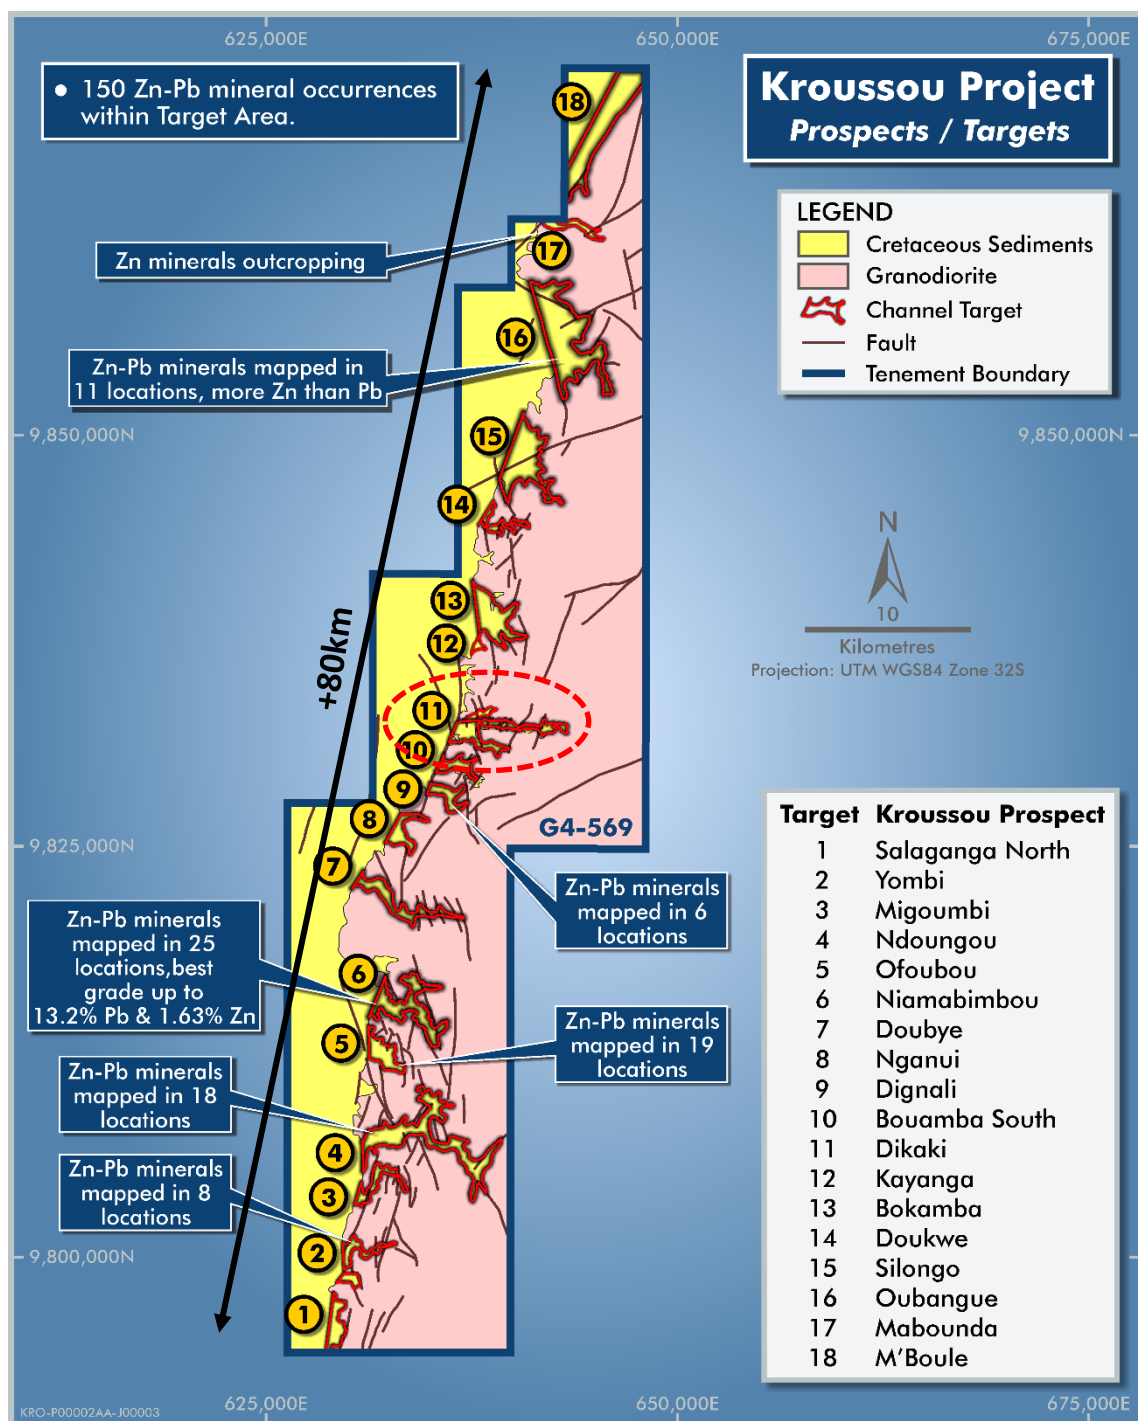 625,000E
650,000E
675,000E
• 150 Zn-Pb mineral occurrences
within Target Area.
Kroussou Project
Prospects / Targets
LEGEND
Cretaceous Sediments
Granodiorite
Channel Target
Fault
Tenement Boundary
18
17
Zn minerals outcropping
16
Zn-Pb minerals mapped in
11 locations, more Zn than Pb
9,850,000N
9,850,000N
15
14
N
10
Kilometres
Projection: UTM WGS84 Zone 32S
13
12
+80km
11
10
9
8
G4-569
9,825,000N
7
Zn-Pb minerals
mapped in 6
locations
Zn-Pb minerals
mapped in 25
locations,best
grade up to
13.2% Pb & 1.63% Zn
6
5
Zn-Pb minerals
mapped in 19
locations
Zn-Pb minerals
mapped in 18
locations
4
Zn-Pb minerals
mapped in 8
locations
3
9,800,000N
2
1
Target Kroussou Prospect
1 Salaganga North
2 Yombi
3 Migoumbi
4 Ndoungou
5 Ofoubou
6 Niamabimbou
7 Doubye
8 Nganui
9 Dignali
10 Bouamba South
11 Dikaki
12 Kayanga
13 Bokamba
14 Doukwe
15 Silongo
16 Oubangue
17 Mabounda
18 M'Boule
KRO-P00002AA-J00003
625,000E
650,000E
675,000E